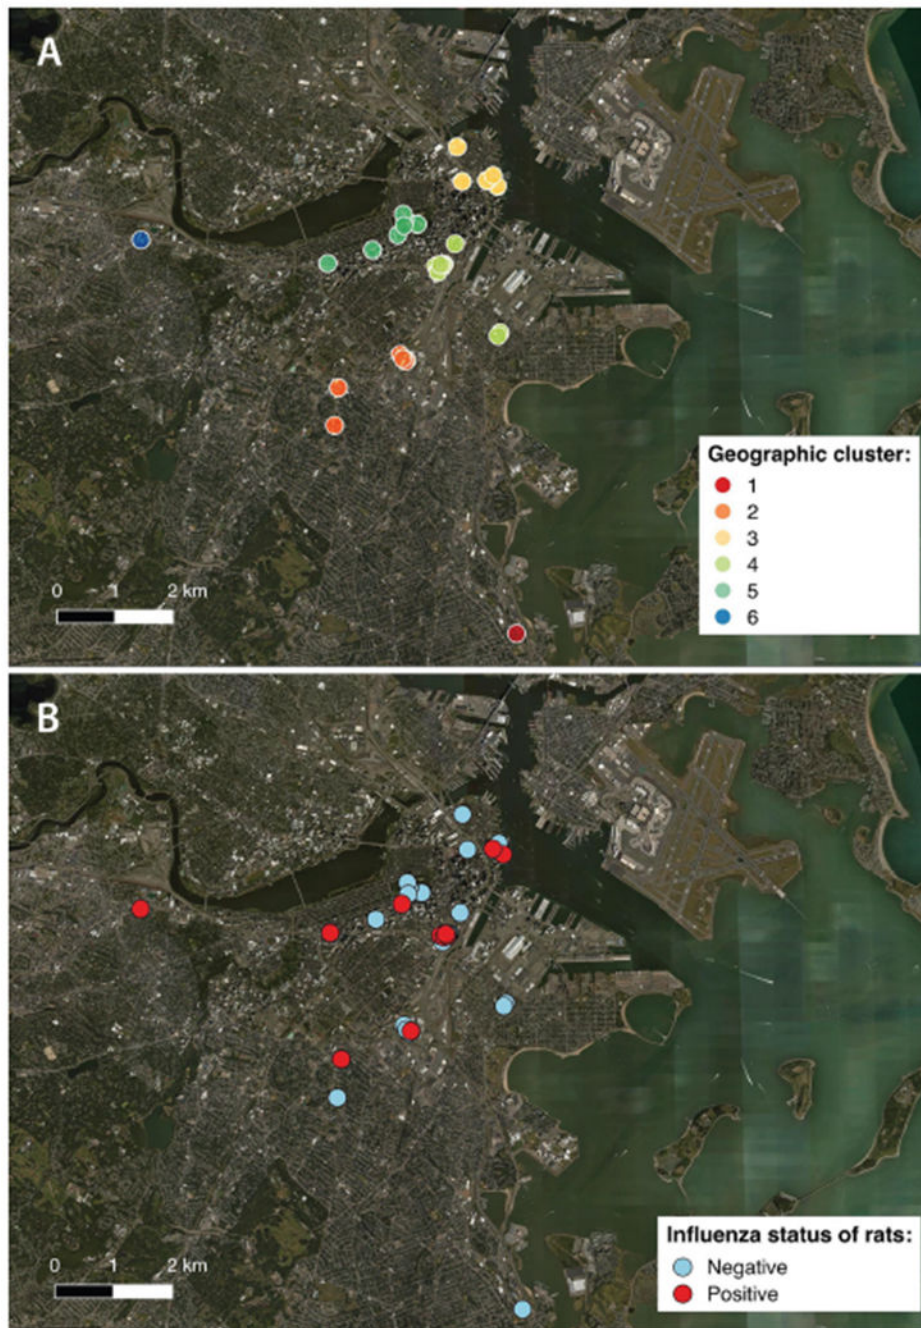 A
Geographic cluster:
1
2
3
4
5
6
0 1 2 km
B
Influenza status of rats:
Negative
Positive
0 1 2 km